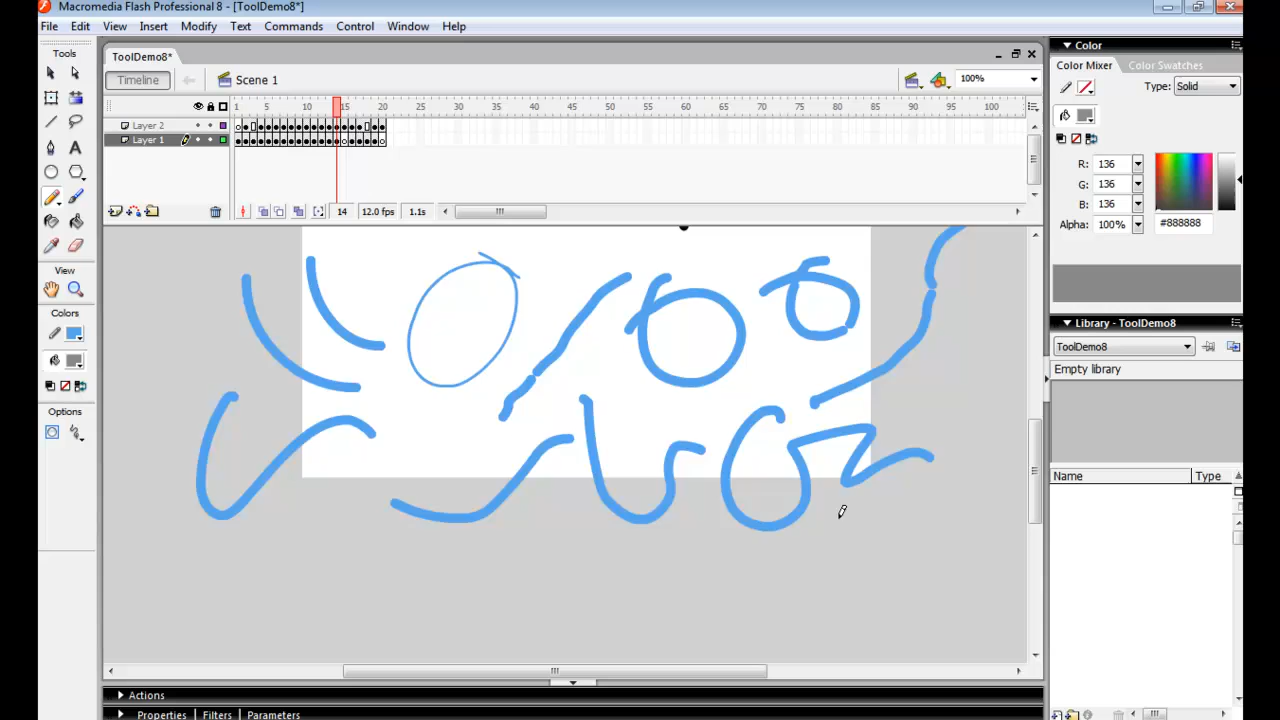 Macromedia Flash Professional 8 - [ToolDemo8*]
File Edit View Insert Modify Text Commands Control Window Help
Tools
View
Colors
Options
ToolDemo8*
Timeline
Scene 1
100%
1 5 10 15 20 25 30 35 40 45 50 55 60 65 70 75 80 85 90 95 100
Layer 2
Layer 1
14 12.0 fps 1.1s
Actions
Properties Filters Parameters
Color
Color Mixer Color Swatches
Type: Solid
R: 136
G: 136
B: 136
Alpha: 100% #888888
Library - ToolDemo8
ToolDemo8
Empty library
Name Type